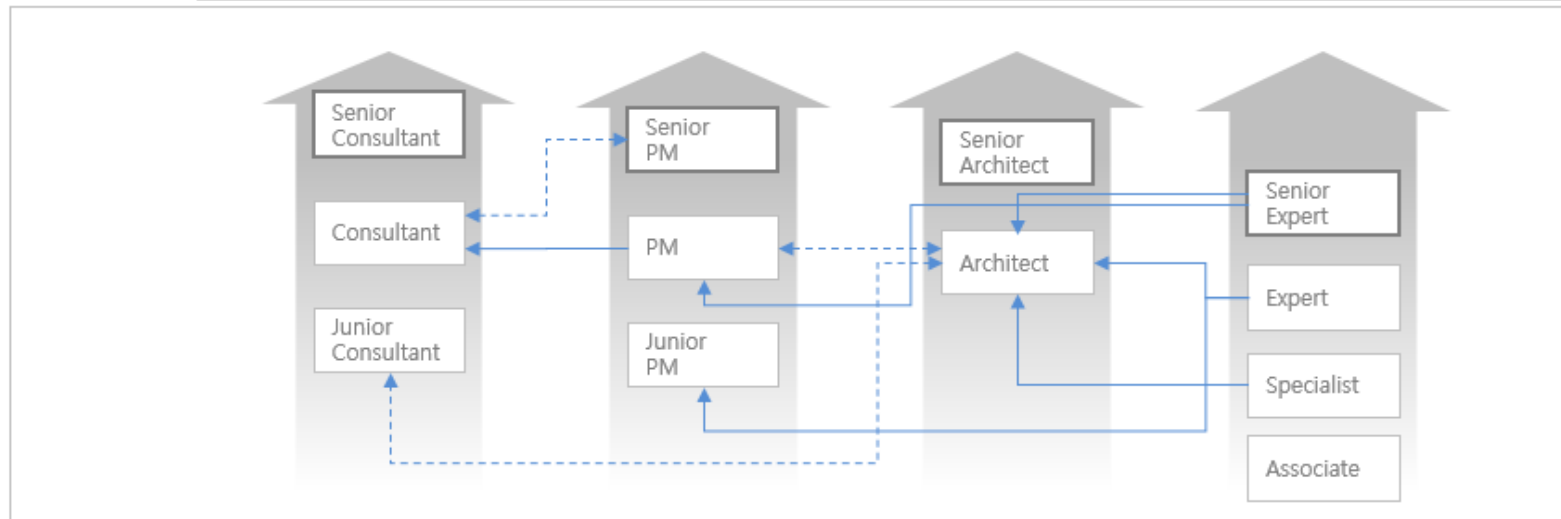 Senior
Consultant
Consultant
Junior
Consultant
Senior
PM
PM
Junior
PM
Senior
Architect
Architect
Senior
Expert
Expert
Specialist
Associate